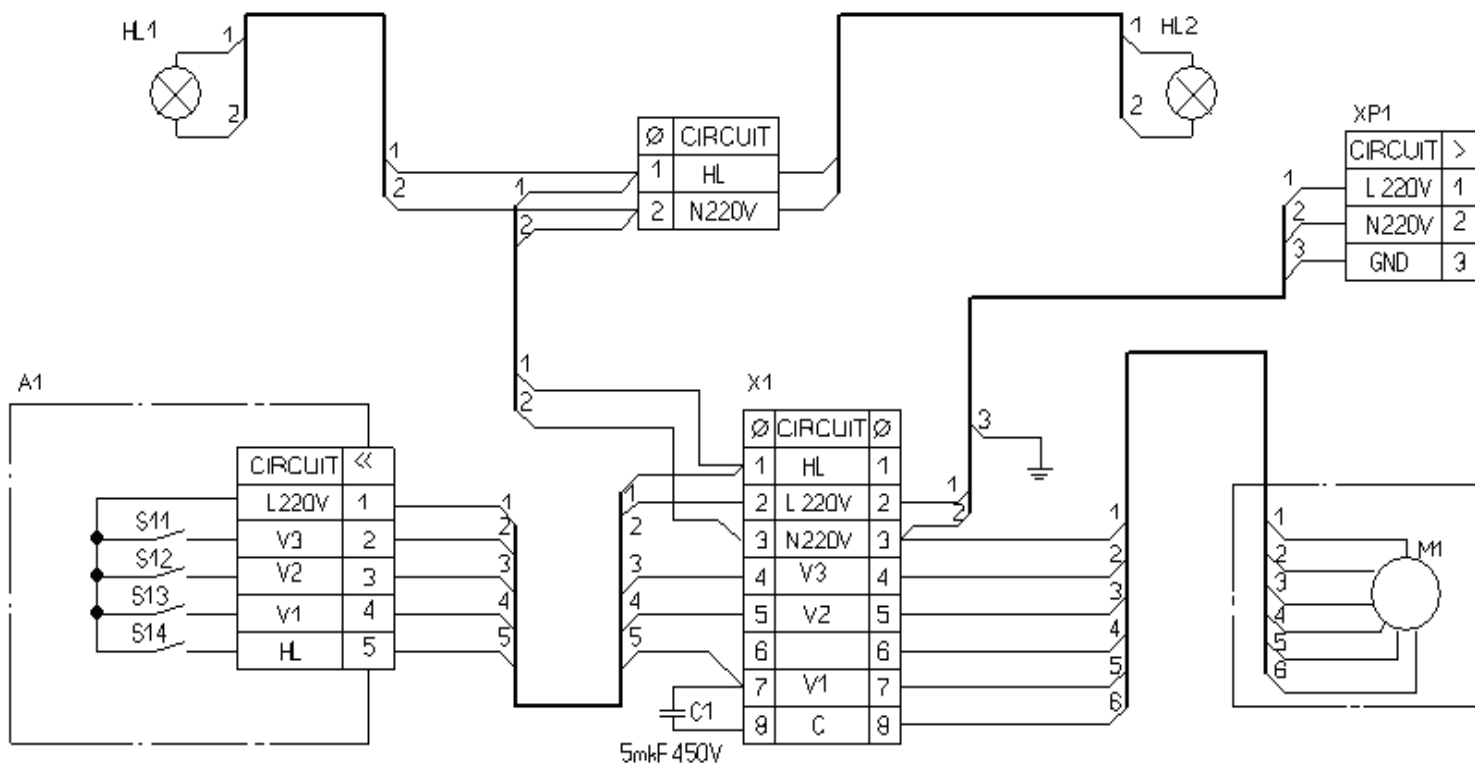 HL1
1
2
1
2
Ø CIRCUIT
1 HL
2 N220V
1
2
1
2
HL2
1
2
XP1
CIRCUIT >
L 220V 1
N220V 2
GND 3
1
2
3
A1
CIRCUIT <<
L220V 1
V3 2
V2 3
V1 4
HL 5
S11
S12
S13
S14
1
2
3
4
5
1
2
3
4
5
X1
Ø CIRCUIT Ø
1 HL 1
2 L 220V 2
3 N220V 3
4 V3 4
5 V2 5
6 6
7 V1 7
8 C 8
C1
5mkF 450V
3
1
2
1
2
3
4
5
6
1
2
3
4
5
6
M1